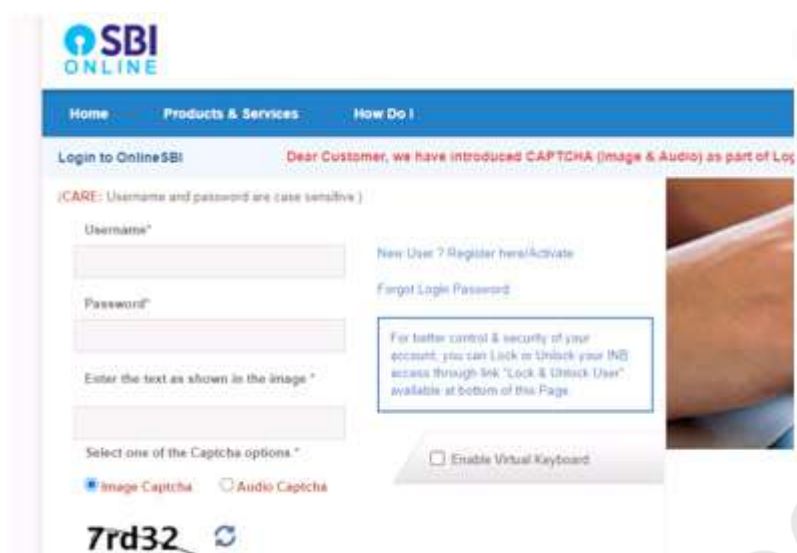 SBI
ONLINE
Home Products & Services How Do I
Login to OnlineSBI Dear Customer, we have introduced CAPTCHA (Image & Audio) as part of Log
(CARE: Username and password are case sensitive )
Username*
New User ? Register here/Activate
Forgot Login Password
Password*
For better control & security of your
account, you can Lock or Unlock your INB
access through link "Lock & Unlock User"
available at bottom of this Page.
Enter the text as shown in the image *
Select one of the Captcha options *
Enable Virtual Keyboard
Image Captcha Audio Captcha
7rd32